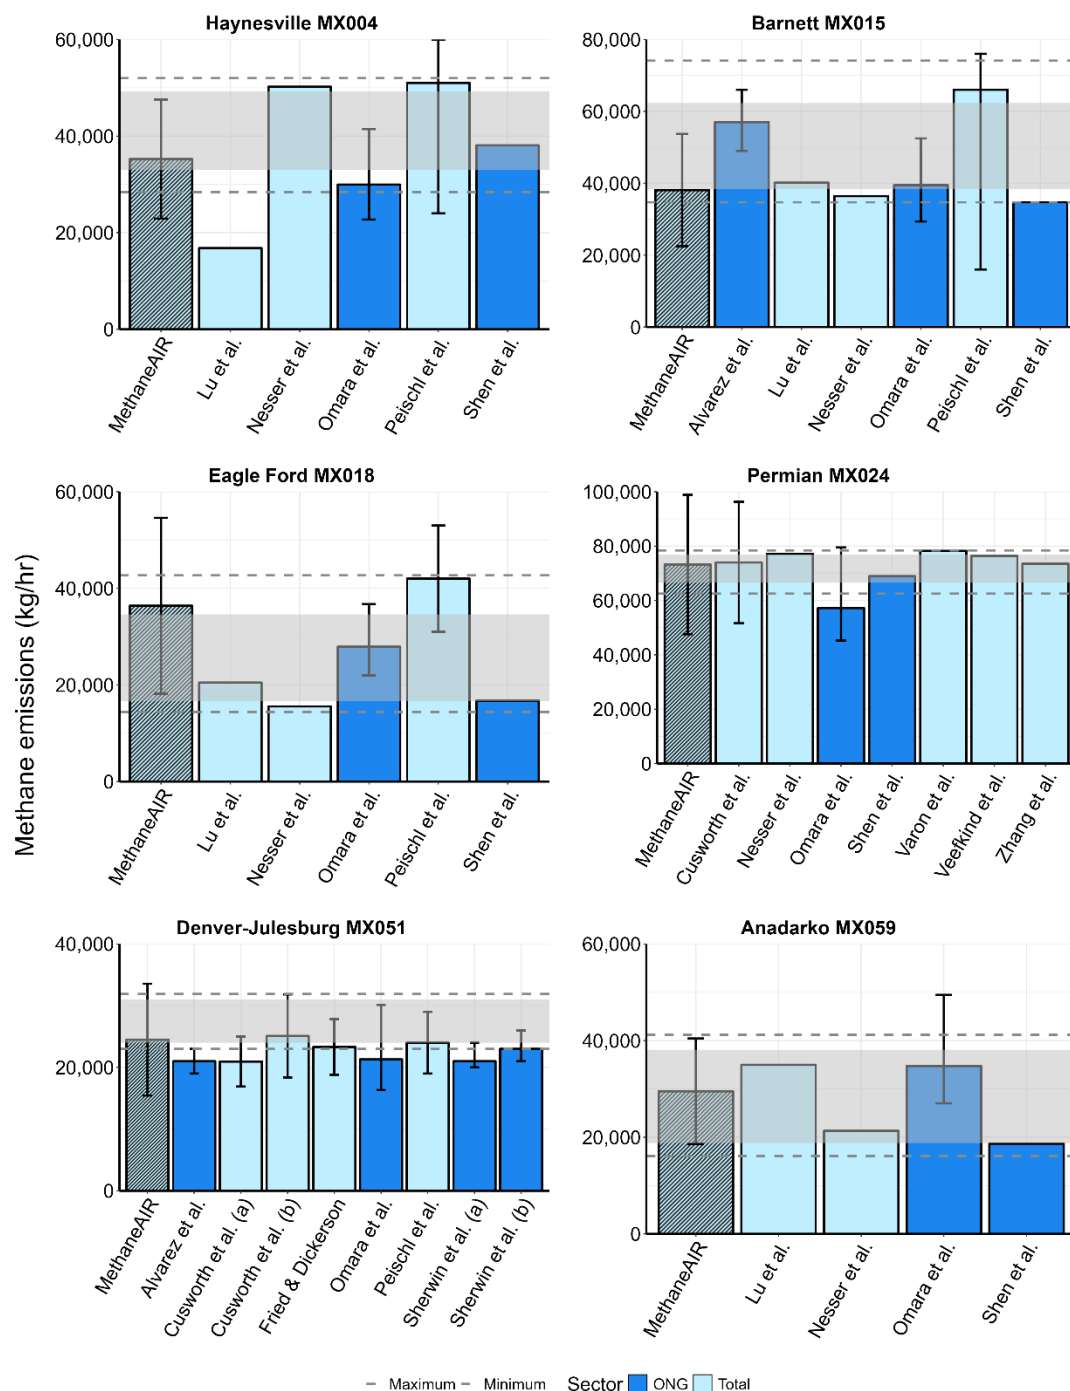 Methane emissions (kg/hr)
Haynesville MX004
60,000
40,000
20,000
0
MethaneAIR
Lu et al.
Nesser et al.
Omara et al.
Peischl et al.
Shen et al.
Barnett MX015
80,000
60,000
40,000
20,000
0
MethaneAIR
Alvarez et al.
Lu et al.
Nesser et al.
Omara et al.
Peischl et al.
Shen et al.
Eagle Ford MX018
60,000
40,000
20,000
0
MethaneAIR
Lu et al.
Nesser et al.
Omara et al.
Peischl et al.
Shen et al.
Permian MX024
100,000
80,000
60,000
40,000
20,000
0
MethaneAIR
Cusworth et al.
Nesser et al.
Omara et al.
Shen et al.
Varon et al.
Veefkind et al.
Zhang et al.
Denver-Julesburg MX051
40,000
20,000
0
MethaneAIR
Alvarez et al.
Cusworth et al. (a)
Cusworth et al. (b)
Fried & Dickerson
Omara et al.
Peischl et al.
Sherwin et al. (a)
Sherwin et al. (b)
Anadarko MX059
60,000
40,000
20,000
0
MethaneAIR
Lu et al.
Nesser et al.
Omara et al.
Shen et al.
Maximum Minimum Sector ONG Total